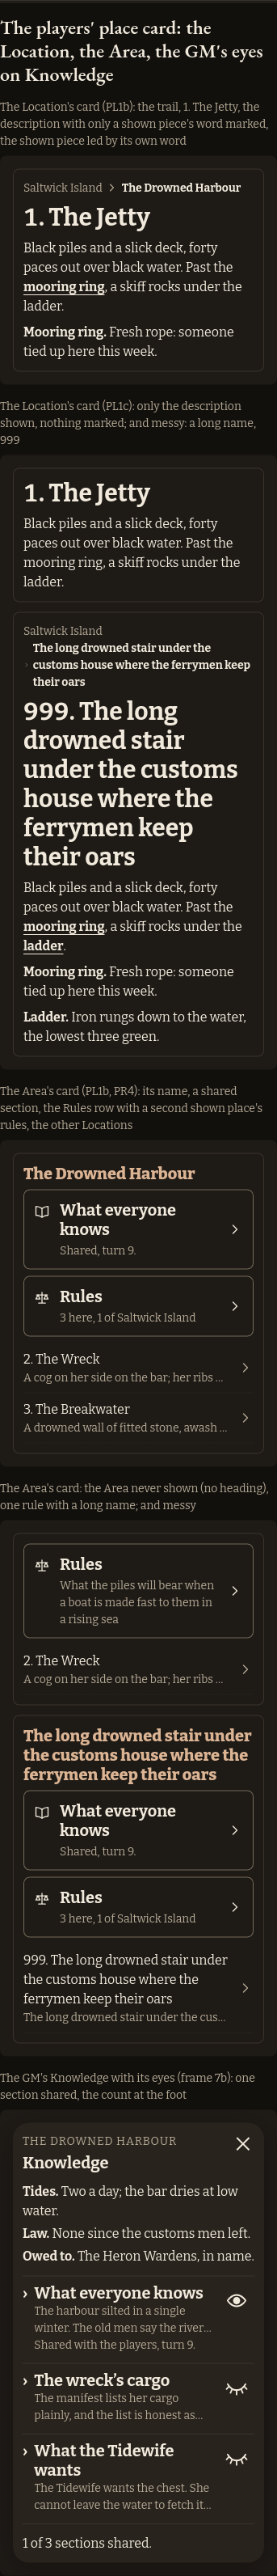 The players' place card: the
Location, the Area, the GM's eyes
on Knowledge
The Location's card (PL1b): the trail, 1. The Jetty, the
description with only a shown piece's word marked,
the shown piece led by its own word
Saltwick Island > The Drowned Harbour
1. The Jetty
Black piles and a slick deck, forty
paces out over black water. Past the
mooring ring, a skiff rocks under the
ladder.
Mooring ring. Fresh rope: someone
tied up here this week.
The Location's card (PL1c): only the description
shown, nothing marked; and messy: a long name,
999
1. The Jetty
Black piles and a slick deck, forty
paces out over black water. Past the
mooring ring, a skiff rocks under the
ladder.
Saltwick Island
> The long drowned stair under the
customs house where the ferrymen keep
their oars
999. The long
drowned stair
under the customs
house where the
ferrymen keep
their oars
Black piles and a slick deck, forty
paces out over black water. Past the
mooring ring, a skiff rocks under the
ladder.
Mooring ring. Fresh rope: someone
tied up here this week.
Ladder. Iron rungs down to the water,
the lowest three green.
The Area's card (PL1b, PR4): its name, a shared
section, the Rules row with a second shown place's
rules, the other Locations
The Drowned Harbour
What everyone
knows
Shared, turn 9.
Rules
3 here, 1 of Saltwick Island
2. The Wreck
A cog on her side on the bar; her ribs ...
3. The Breakwater
A drowned wall of fitted stone, awash ...
The Area's card: the Area never shown (no heading),
one rule with a long name; and messy
Rules
What the piles will bear when
a boat is made fast to them in
a rising sea
2. The Wreck
A cog on her side on the bar; her ribs ...
The long drowned stair under
the customs house where the
ferrymen keep their oars
What everyone
knows
Shared, turn 9.
Rules
3 here, 1 of Saltwick Island
999. The long drowned stair under
the customs house where the
ferrymen keep their oars
The long drowned stair under the cus...
The GM's Knowledge with its eyes (frame 7b): one
section shared, the count at the foot
THE DROWNED HARBOUR
Knowledge
Tides. Two a day; the bar dries at low
water.
Law. None since the customs men left.
Owed to. The Heron Wardens, in name.
› What everyone knows
The harbour silted in a single
winter. The old men say the river...
Shared with the players, turn 9.
› The wreck’s cargo
The manifest lists her cargo
plainly, and the list is honest as...
› What the Tidewife
wants
The Tidewife wants the chest. She
cannot leave the water to fetch it...
1 of 3 sections shared.